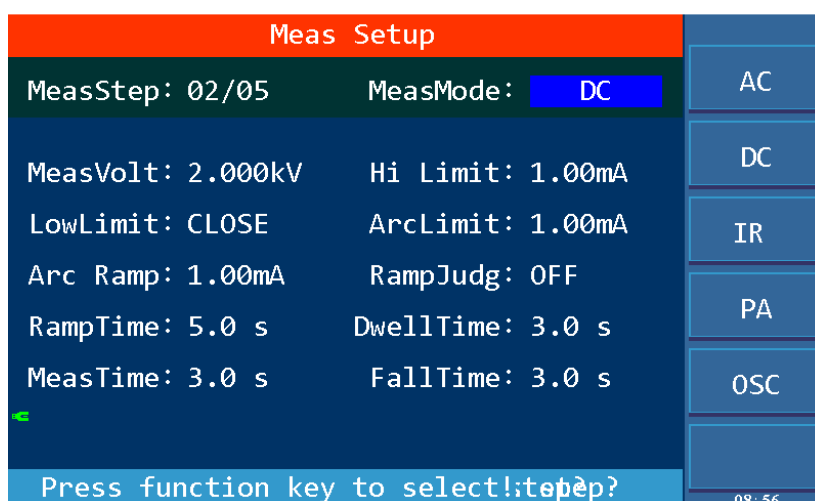 Meas Setup
MeasStep: 02/05 MeasMode: DC
MeasVolt: 2.000kV Hi Limit: 1.00mA
LowLimit: CLOSE ArcLimit: 1.00mA
Arc Ramp: 1.00mA RampJudg: OFF
RampTime: 5.0 s DwellTime: 3.0 s
MeasTime: 3.0 s FallTime: 3.0 s
Press function key to select!
AC
DC
IR
PA
OSC
08:56